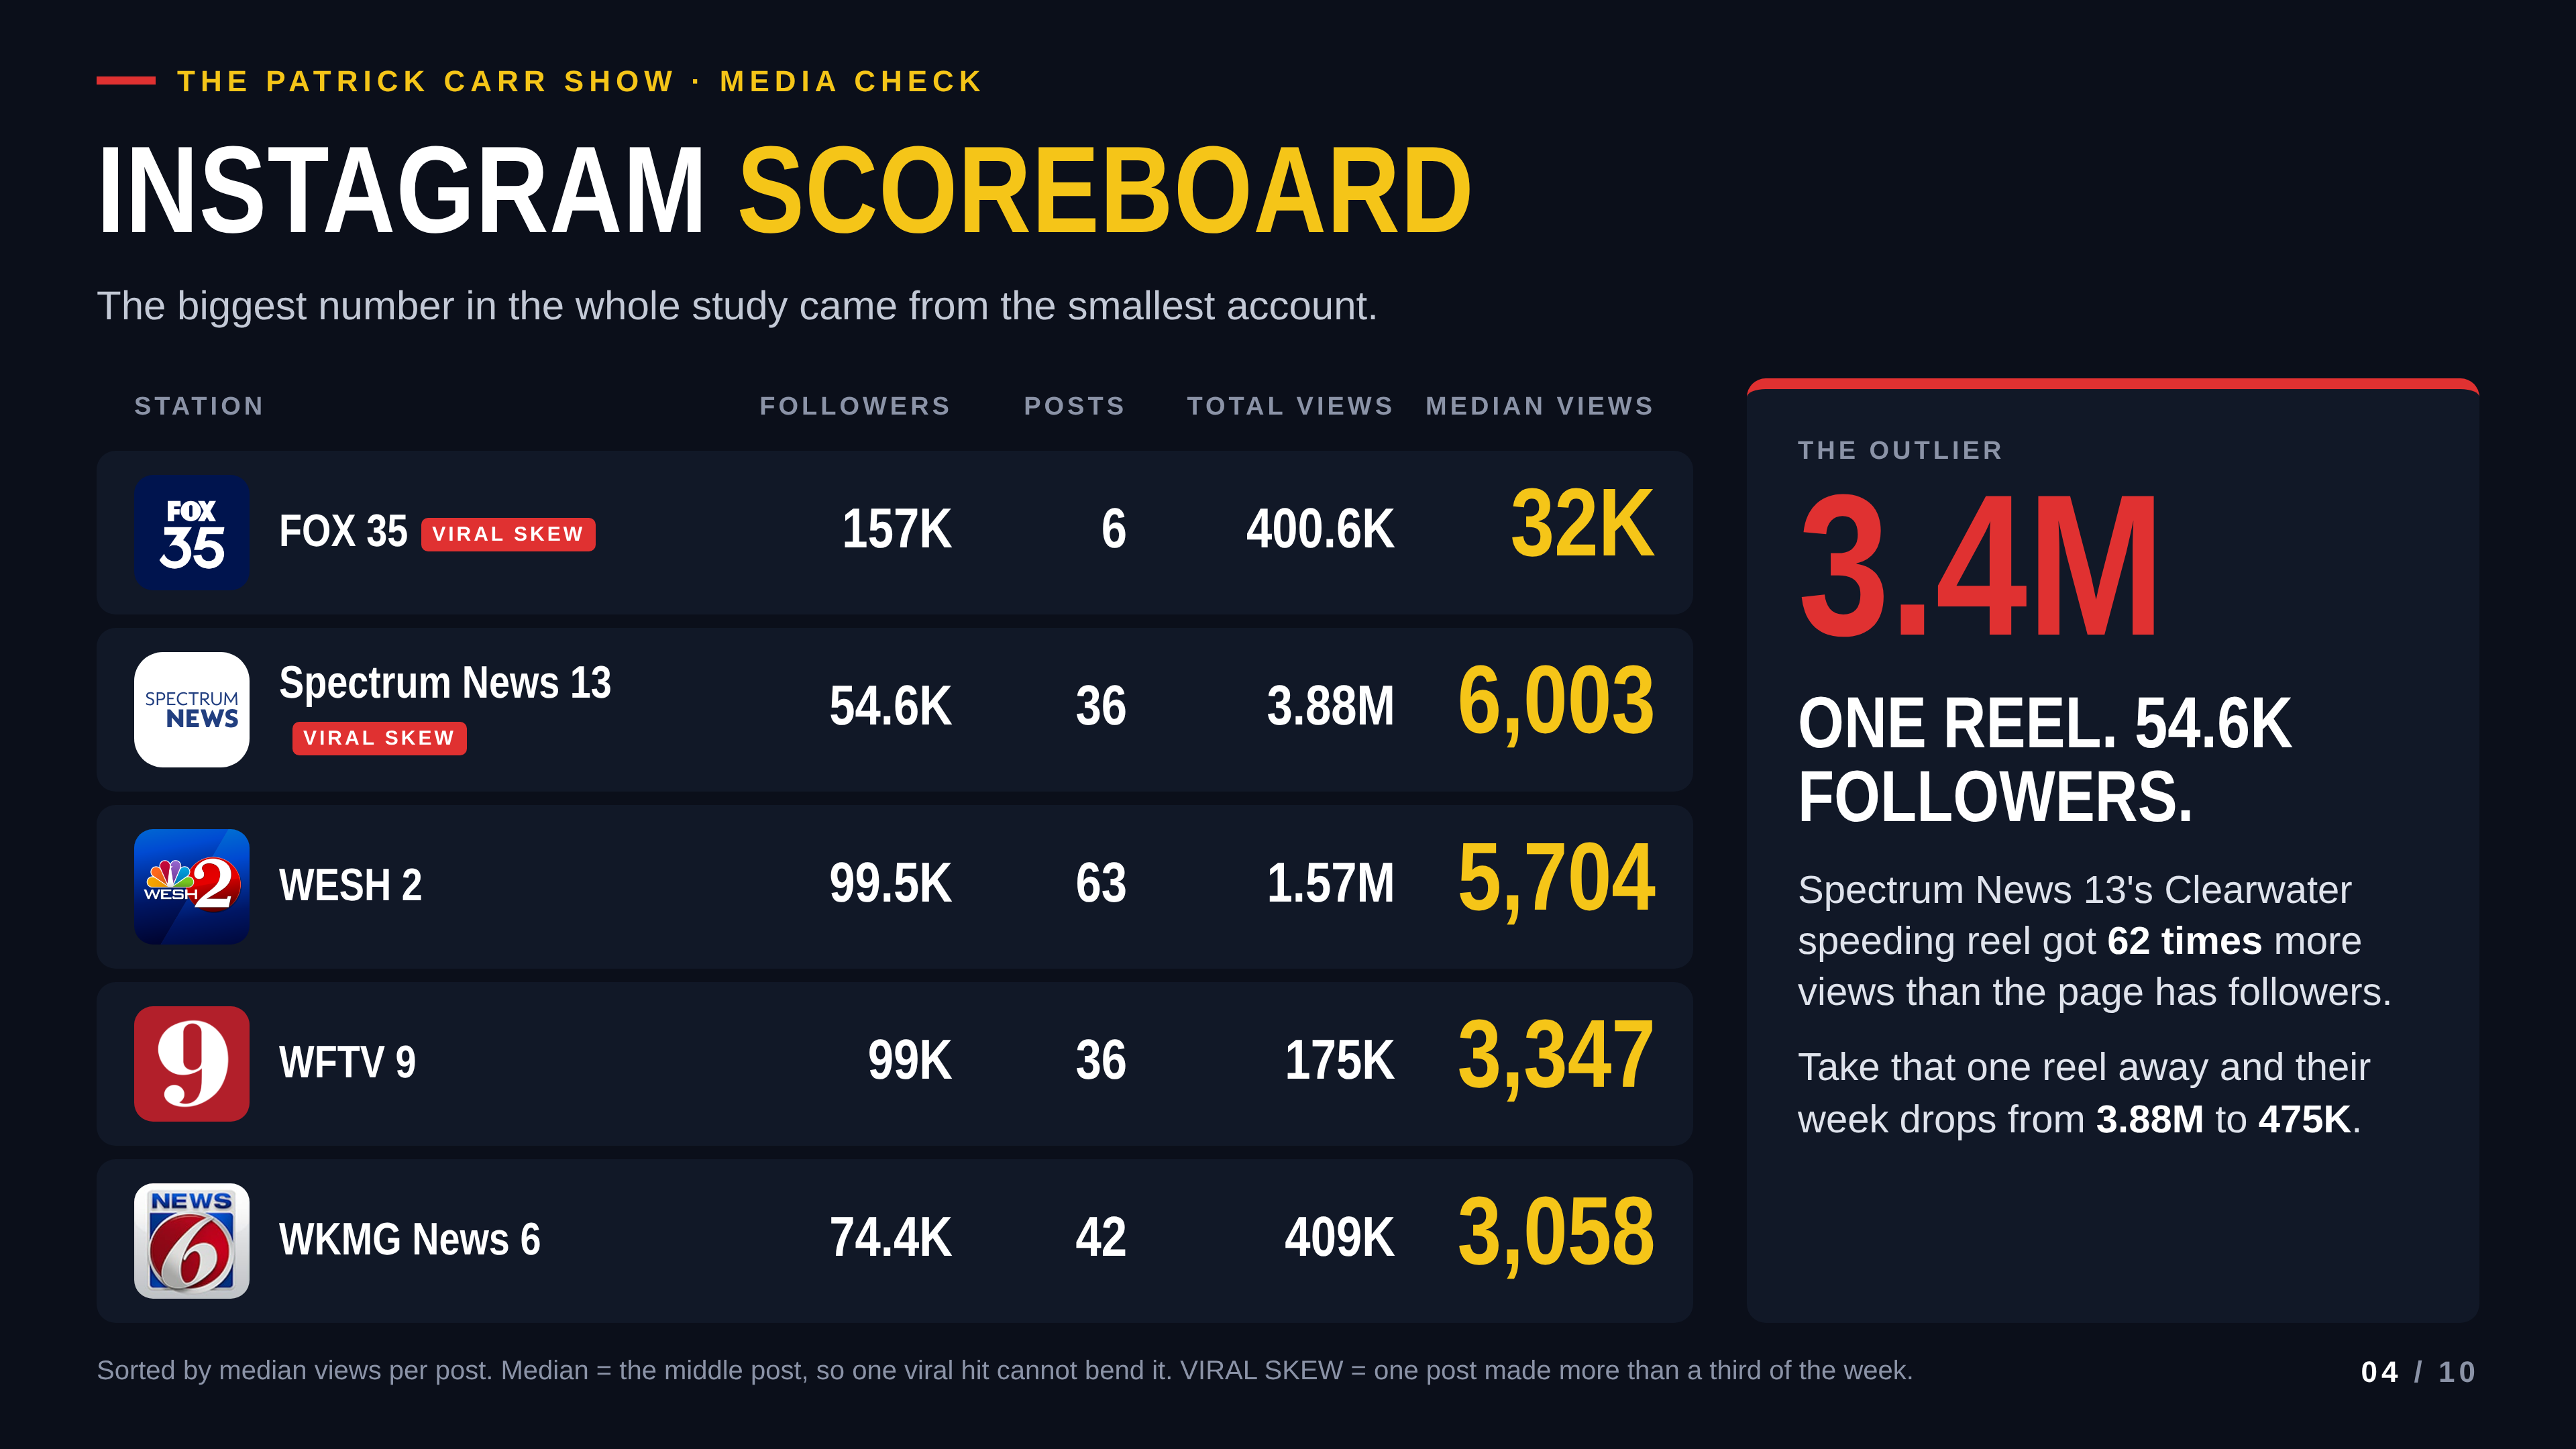 THE PATRICK CARR SHOW · MEDIA CHECK
INSTAGRAM SCOREBOARD
The biggest number in the whole study came from the smallest account.
STATION FOLLOWERS POSTS TOTAL VIEWS MEDIAN VIEWS
FOX
35
FOX 35 VIRAL SKEW 157K 6 400.6K 32K
SPECTRUM
NEWS
Spectrum News 13
VIRAL SKEW
54.6K 36 3.88M 6,003
WESH 2
WESH 2 99.5K 63 1.57M 5,704
9
WFTV 9 99K 36 175K 3,347
NEWS
6
WKMG News 6 74.4K 42 409K 3,058
THE OUTLIER
3.4M
ONE REEL. 54.6K
FOLLOWERS.
Spectrum News 13's Clearwater
speeding reel got 62 times more
views than the page has followers.
Take that one reel away and their
week drops from 3.88M to 475K.
Sorted by median views per post. Median = the middle post, so one viral hit cannot bend it. VIRAL SKEW = one post made more than a third of the week.
04 / 10